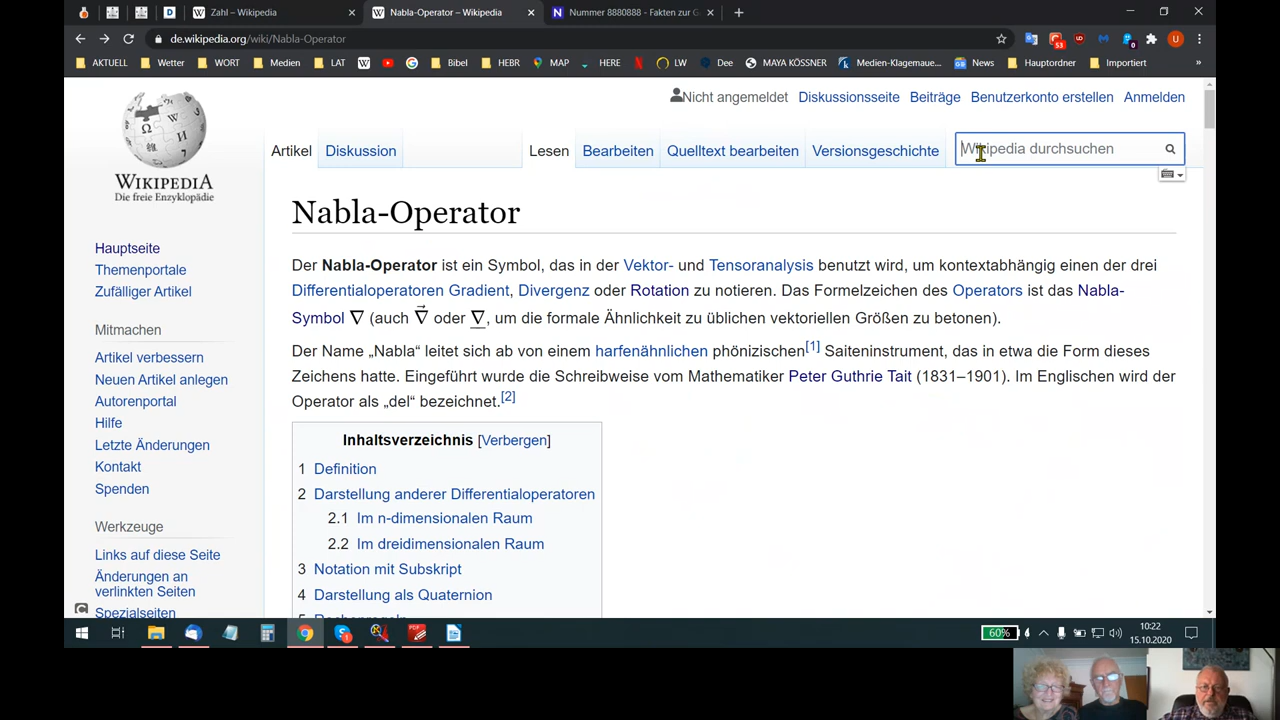 Zahl – Wikipedia
Nabla-Operator – Wikipedia
Nummer 8880888 - Fakten zur G
de.wikipedia.org/wiki/Nabla-Operator
53
0
U
AKTUELL Wetter WORT Medien LAT Bibel HEBR MAP HERE LW Dee MAYA KÖSSNER Medien-Klagemaue... News Hauptordner Importiert »
Nicht angemeldet Diskussionsseite Beiträge Benutzerkonto erstellen Anmelden
Artikel Diskussion Lesen Bearbeiten Quelltext bearbeiten Versionsgeschichte Wikipedia durchsuchen
WIKIPEDIA
Die freie Enzyklopädie
Hauptseite
Themenportale
Zufälliger Artikel
Mitmachen
Artikel verbessern
Neuen Artikel anlegen
Autorenportal
Hilfe
Letzte Änderungen
Kontakt
Spenden
Werkzeuge
Links auf diese Seite
Änderungen an
verlinkten Seiten
Spezialseiten
Nabla-Operator
Der Nabla-Operator ist ein Symbol, das in der Vektor- und Tensoranalysis benutzt wird, um kontextabhängig einen der drei
Differentialoperatoren Gradient, Divergenz oder Rotation zu notieren. Das Formelzeichen des Operators ist das Nabla-
Symbol ∇ (auch ∇⃗ oder ∇̲, um die formale Ähnlichkeit zu üblichen vektoriellen Größen zu betonen).
Der Name „Nabla” leitet sich ab von einem harfenähnlichen phönizischen[1] Saiteninstrument, das in etwa die Form dieses
Zeichens hatte. Eingeführt wurde die Schreibweise vom Mathematiker Peter Guthrie Tait (1831–1901). Im Englischen wird der
Operator als „del” bezeichnet.[2]
Inhaltsverzeichnis [Verbergen]
1 Definition
2 Darstellung anderer Differentialoperatoren
2.1 Im n-dimensionalen Raum
2.2 Im dreidimensionalen Raum
3 Notation mit Subskript
4 Darstellung als Quaternion
5 Rechenregeln
60%
10:22
15.10.2020